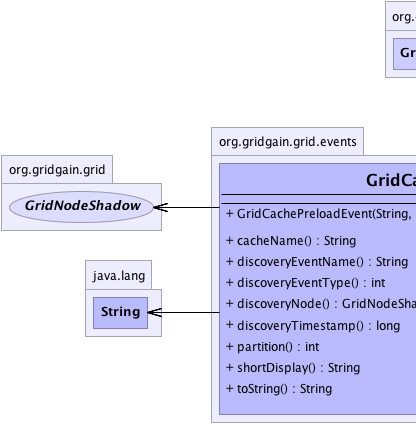 org.
Gr
org.gridgain.grid.events
org.gridgain.grid
GridCa
GridNodeShadow
+ GridCachePreloadEvent(String,
+ cacheName() : String
+ discoveryEventName() : String
java.lang
+ discoveryEventType() : int
+ discoveryNode() : GridNodeSha
String
+ discoveryTimestamp() : long
+ partition() : int
+ shortDisplay() : String
+ toString() : String